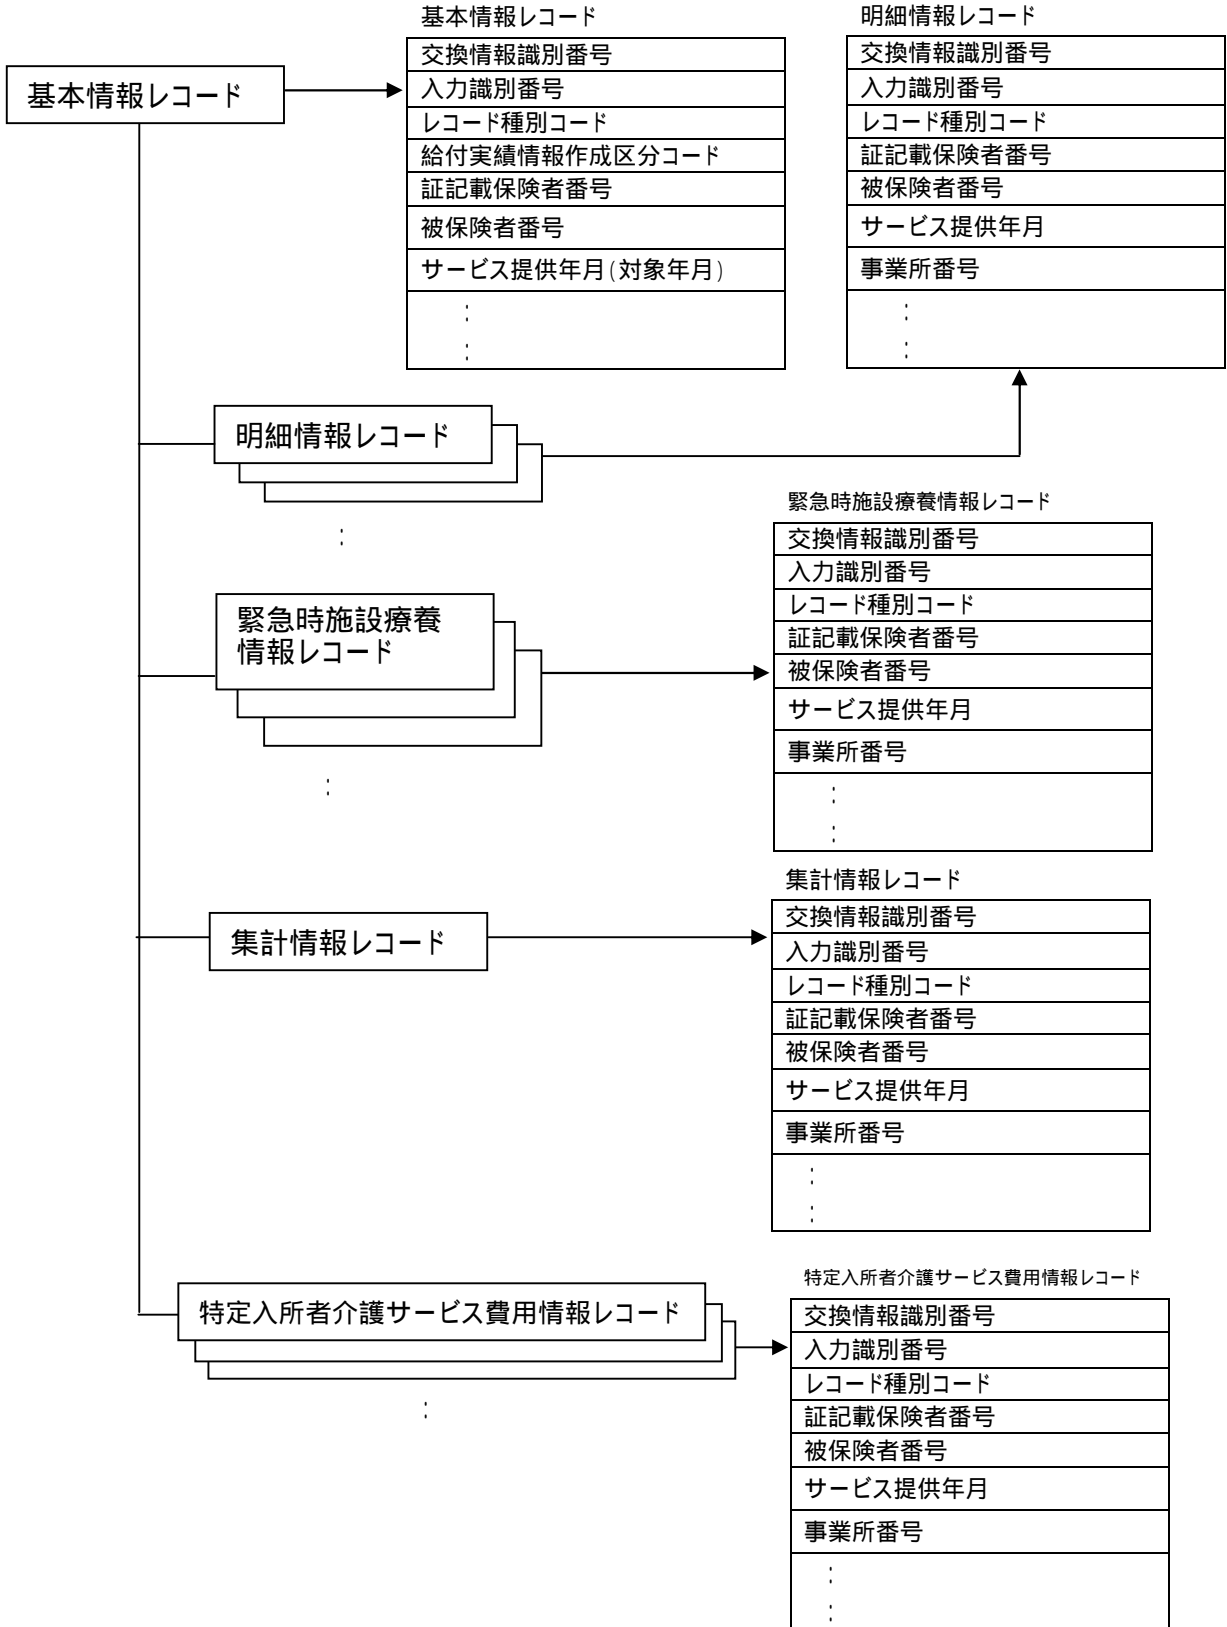 基本情報レコード
基本情報レコード
交換情報識別番号
入力識別番号
レコード種別コード
給付実績情報作成区分コード
証記載保険者番号
被保険者番号
サービス提供年月(対象年月)
:
:
明細情報レコード
交換情報識別番号
入力識別番号
レコード種別コード
証記載保険者番号
被保険者番号
サービス提供年月
事業所番号
:
:
明細情報レコード
:
緊急時施設療養
情報レコード
:
緊急時施設療養情報レコード
交換情報識別番号
入力識別番号
レコード種別コード
証記載保険者番号
被保険者番号
サービス提供年月
事業所番号
:
:
集計情報レコード
集計情報レコード
交換情報識別番号
入力識別番号
レコード種別コード
証記載保険者番号
被保険者番号
サービス提供年月
事業所番号
:
:
特定入所者介護サービス費用情報レコード
:
特定入所者介護サービス費用情報レコード
交換情報識別番号
入力識別番号
レコード種別コード
証記載保険者番号
被保険者番号
サービス提供年月
事業所番号
:
: